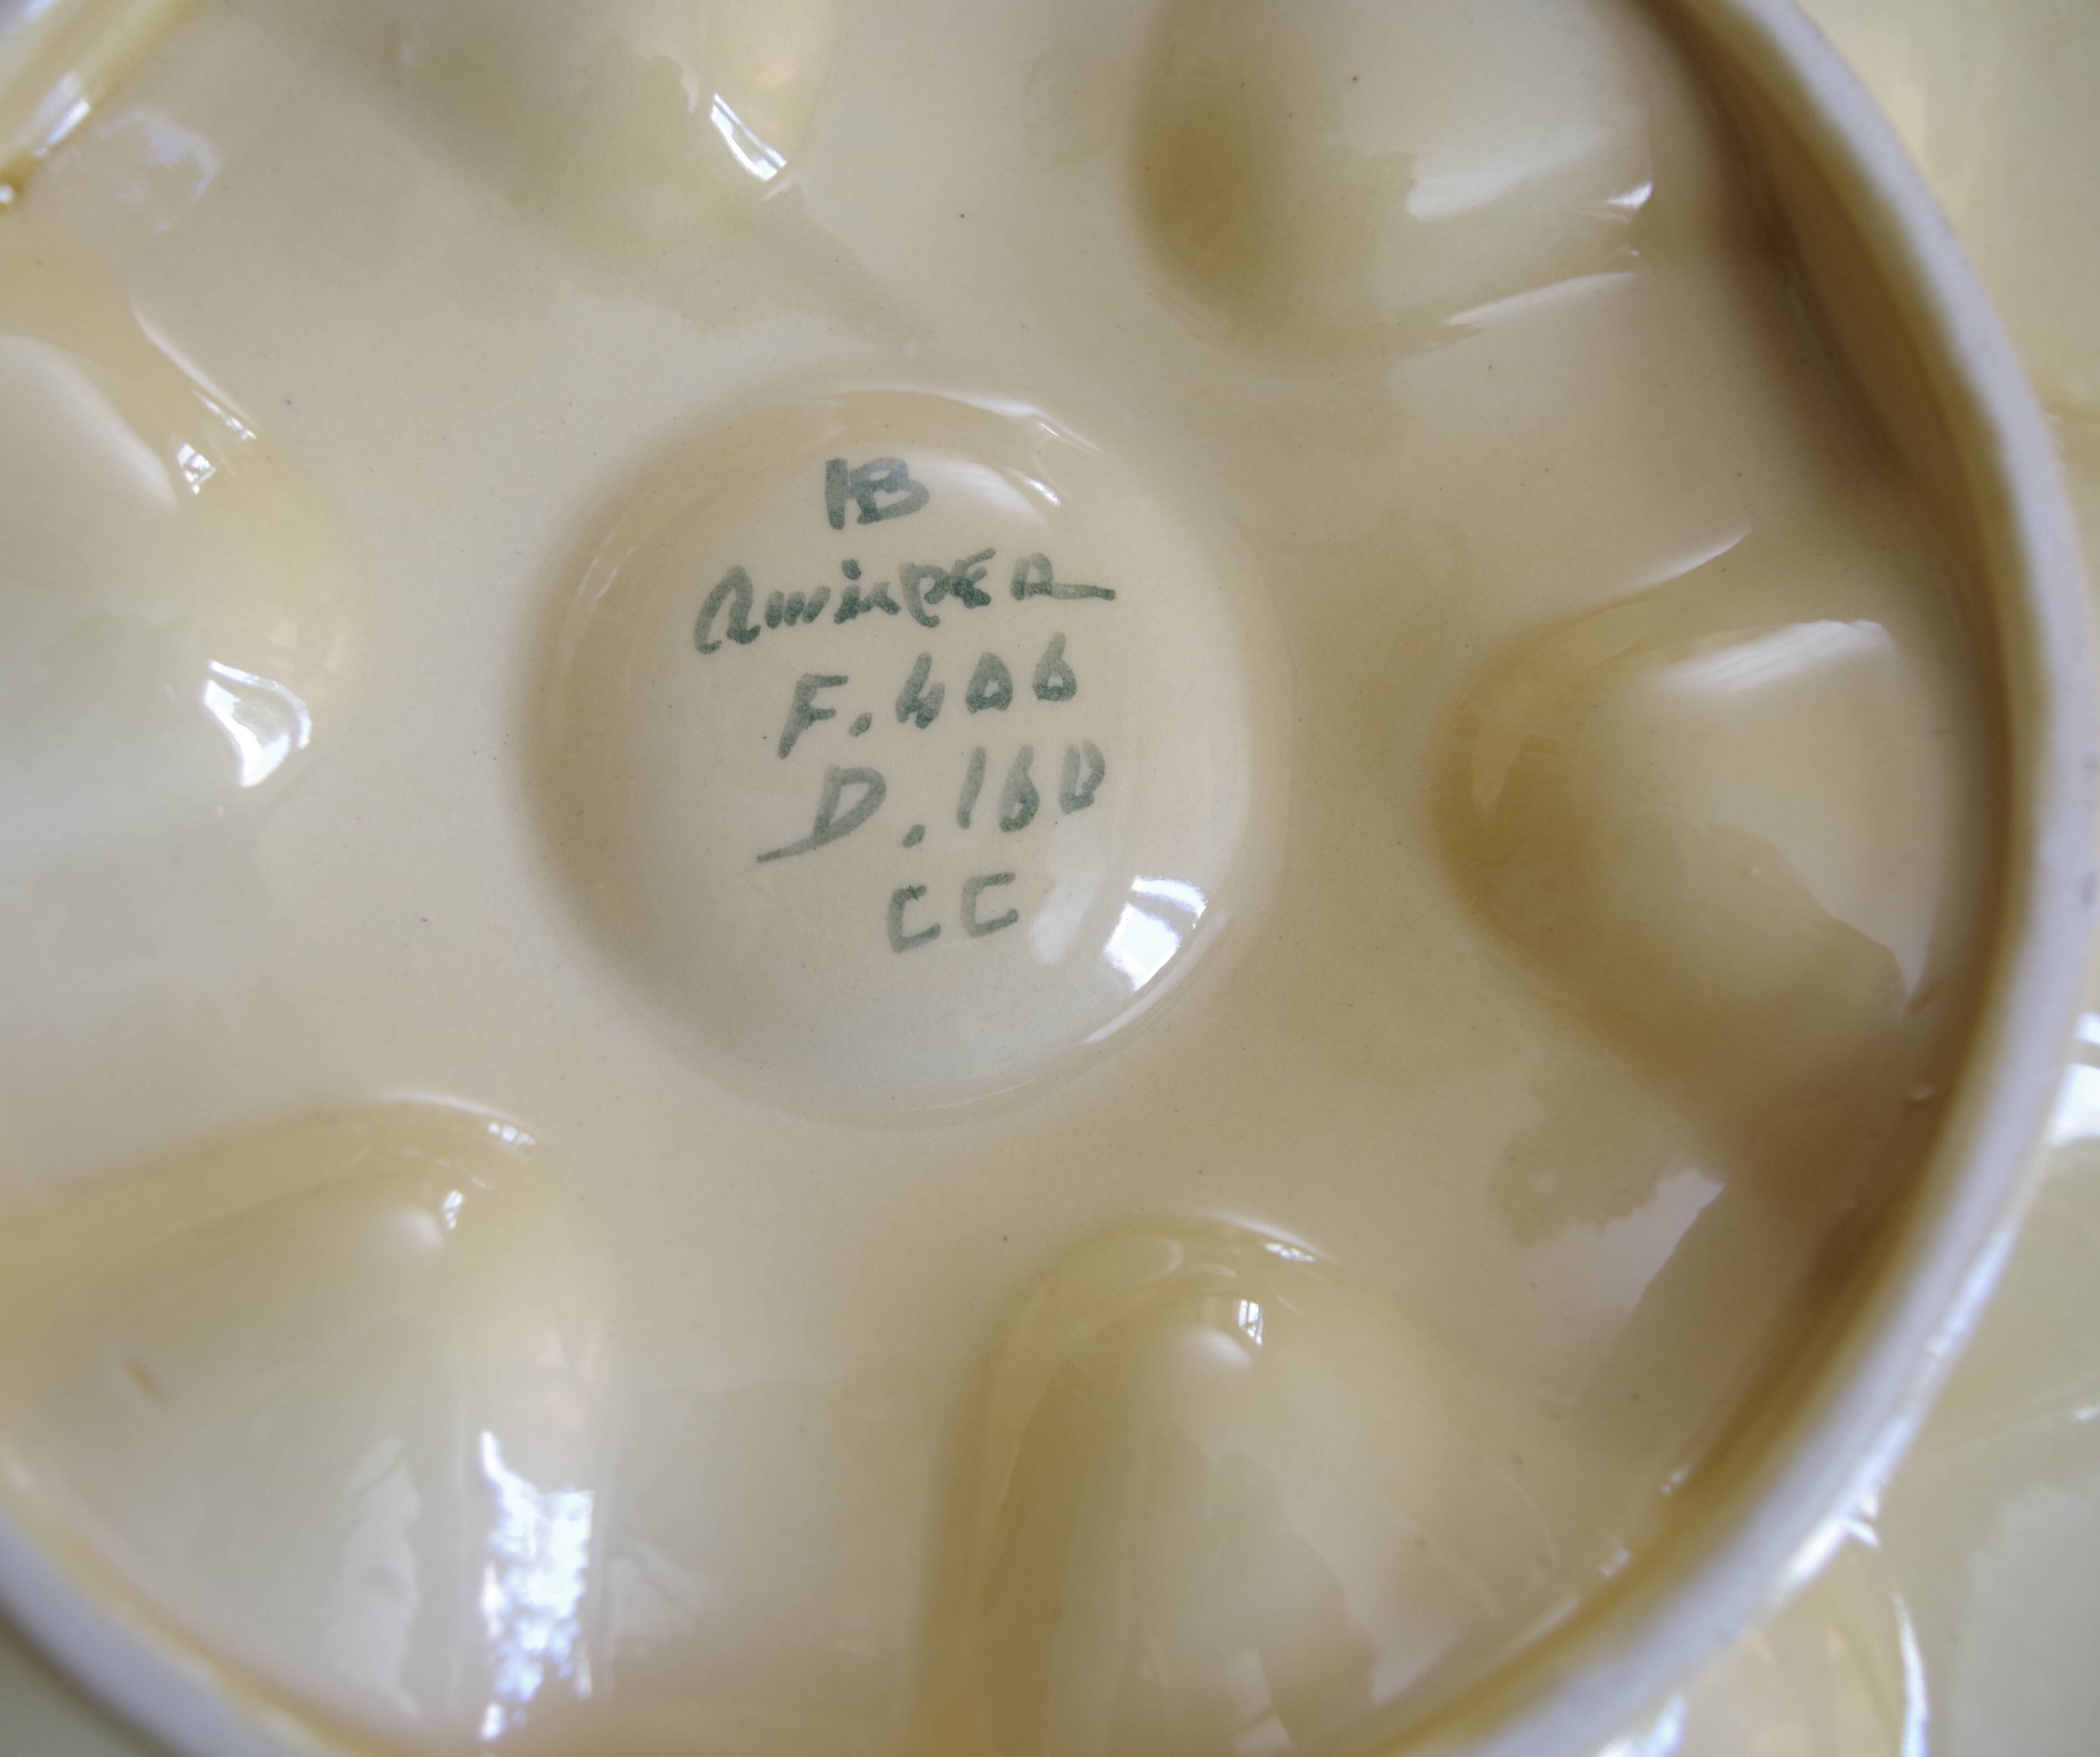 HB
Quimper
F.406
D.160
CC